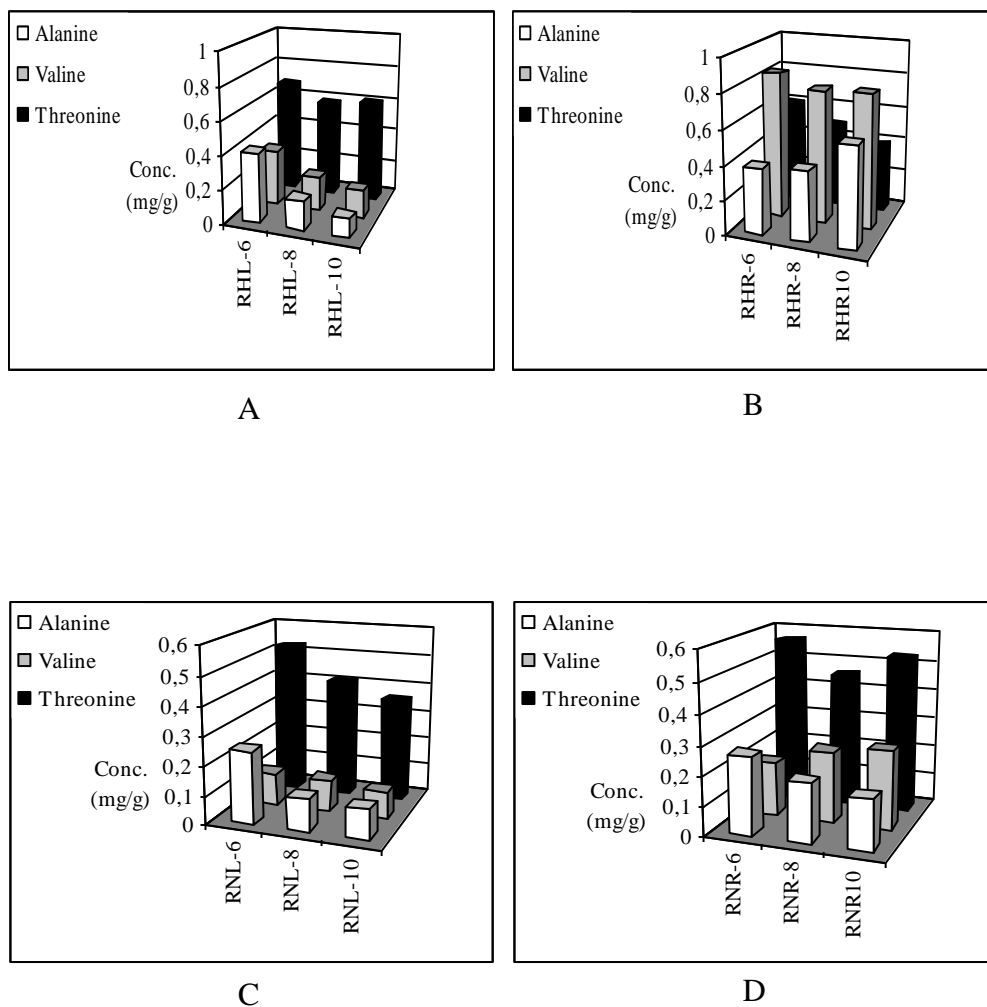 Alanine
Valine
Threonine
Conc.
(mg/g)
1
0,8
0,6
0,4
0,2
0
RHL-6
RHL-8
RHL-10
A
Alanine
Valine
Threonine
Conc.
(mg/g)
1
0,8
0,6
0,4
0,2
0
RHR-6
RHR-8
RHR10
B
Alanine
Valine
Threonine
Conc.
(mg/g)
0,6
0,5
0,4
0,3
0,2
0,1
0
RNL-6
RNL-8
RNL-10
C
Alanine
Valine
Threonine
Conc.
(mg/g)
0,6
0,5
0,4
0,3
0,2
0,1
0
RNR-6
RNR-8
RNR10
D